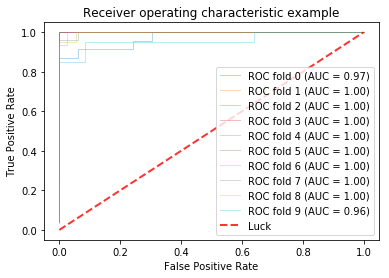 Receiver operating characteristic example
True Positive Rate
1.0
0.8
0.6
0.4
0.2
0.0
ROC fold 0 (AUC = 0.97)
ROC fold 1 (AUC = 1.00)
ROC fold 2 (AUC = 1.00)
ROC fold 3 (AUC = 1.00)
ROC fold 4 (AUC = 1.00)
ROC fold 5 (AUC = 1.00)
ROC fold 6 (AUC = 1.00)
ROC fold 7 (AUC = 1.00)
ROC fold 8 (AUC = 1.00)
ROC fold 9 (AUC = 0.96)
Luck
0.0 0.2 0.4 0.6 0.8 1.0
False Positive Rate